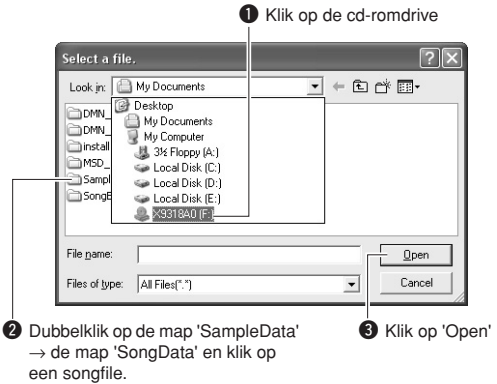 ❶ Klik op de cd-romdrive
Select a file.
Look in: My Documents
Desktop
My Documents
My Computer
3½ Floppy (A:)
Local Disk (C:)
Local Disk (D:)
Local Disk (E:)
X9318A0 (F:)
DMN_
DMN_
install
MSD_
Sampl
SongE
File name:
Open
Files of type: All Files(*.*)
Cancel
❷ Dubbelklik op de map 'SampleData'
→ de map 'SongData' en klik op
een songfile.
❸ Klik op 'Open'